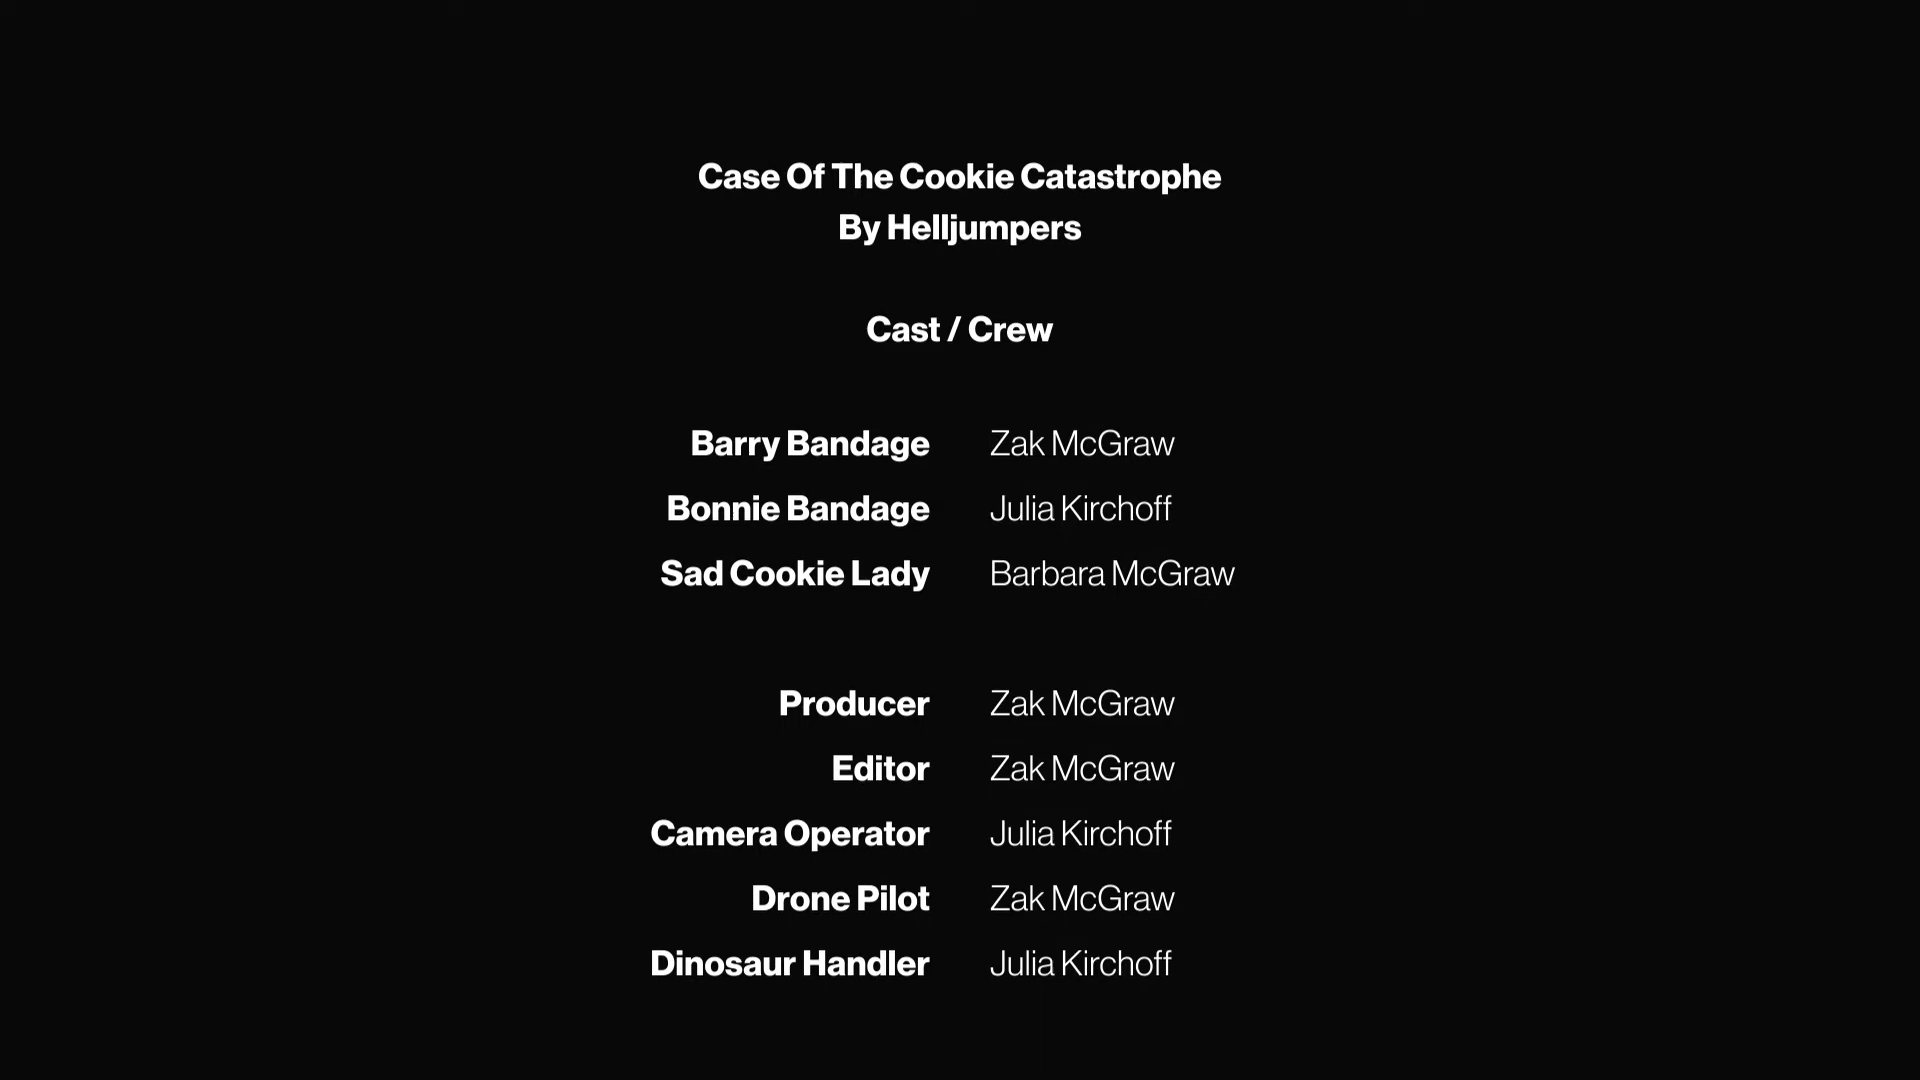 Case Of The Cookie Catastrophe
By Helljumpers
Cast / Crew
Barry Bandage Zak McGraw
Bonnie Bandage Julia Kirchoff
Sad Cookie Lady Barbara McGraw
Producer Zak McGraw
Editor Zak McGraw
Camera Operator Julia Kirchoff
Drone Pilot Zak McGraw
Dinosaur Handler Julia Kirchoff